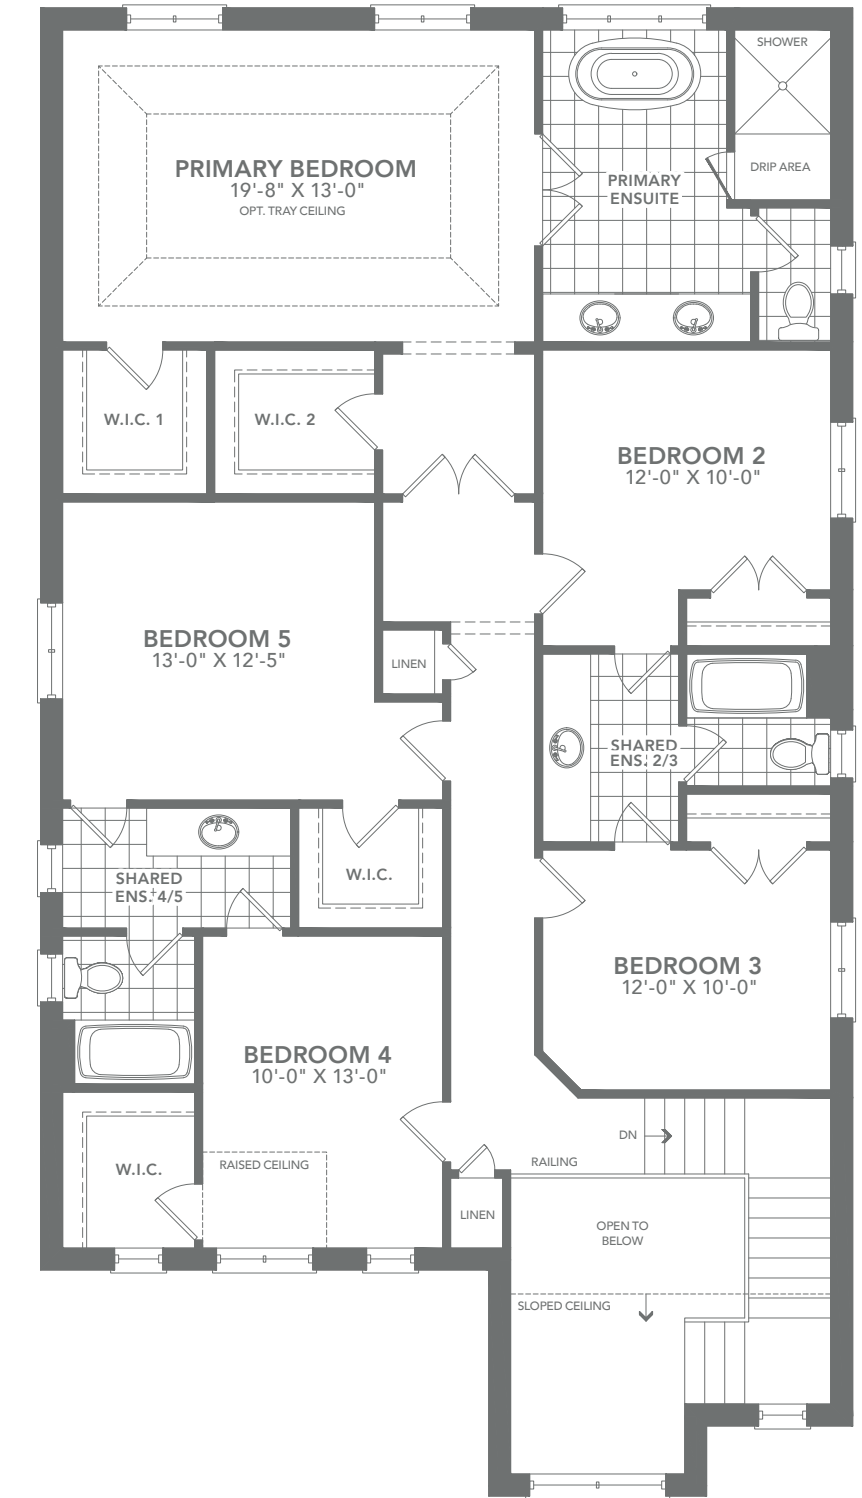 SHOWER
PRIMARY BEDROOM
19'-8" X 13'-0"
OPT. TRAY CEILING
DRIP AREA
PRIMARY
ENSUITE
W.I.C. 1
W.I.C. 2
BEDROOM 2
12'-0" X 10'-0"
BEDROOM 5
13'-0" X 12'-5"
LINEN
SHARED
ENS. 2/3
SHARED
ENS. 4/5
W.I.C.
BEDROOM 3
12'-0" X 10'-0"
BEDROOM 4
10'-0" X 13'-0"
DN
RAILING
W.I.C.
RAISED CEILING
LINEN
OPEN TO
BELOW
SLOPED CEILING